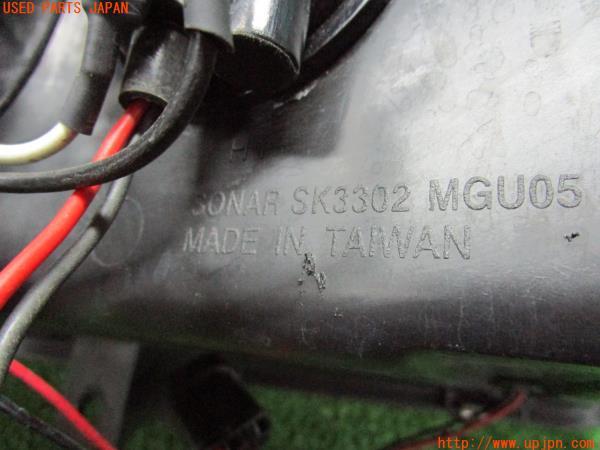 USED PARTS JAPAN
H
SONAR SK3302 MGU05
MADE IN TAIWAN
http://www.upjpn.com/